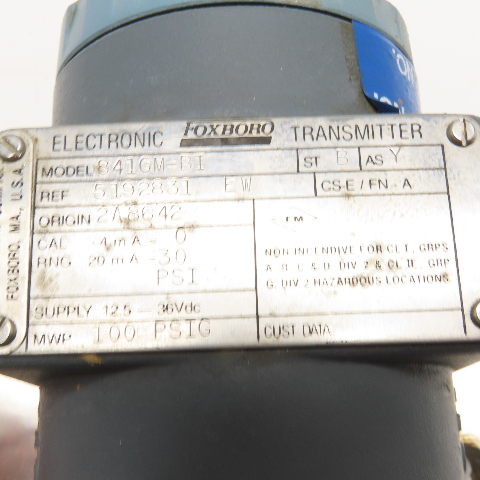 ELECTRONIC FOXBORO TRANSMITTER
MODEL 841GM-BI ST B AS Y
REF 5192831 EW CS-E / FN - A
ORIGIN 2A8642
CAL 4 mA - 0
RNG 20 mA - 30
PSI
SUPPLY 12.5 - 36Vdc
MWP 100 PSIG
FM
NON INCENDIVE FOR CL I, GRPS
A, B, C & D, DIV 2 & CL II, GRP
G, DIV 2 HAZARDOUS LOCATIONS
CUST DATA
FOXBORO, MA., U.S.A.